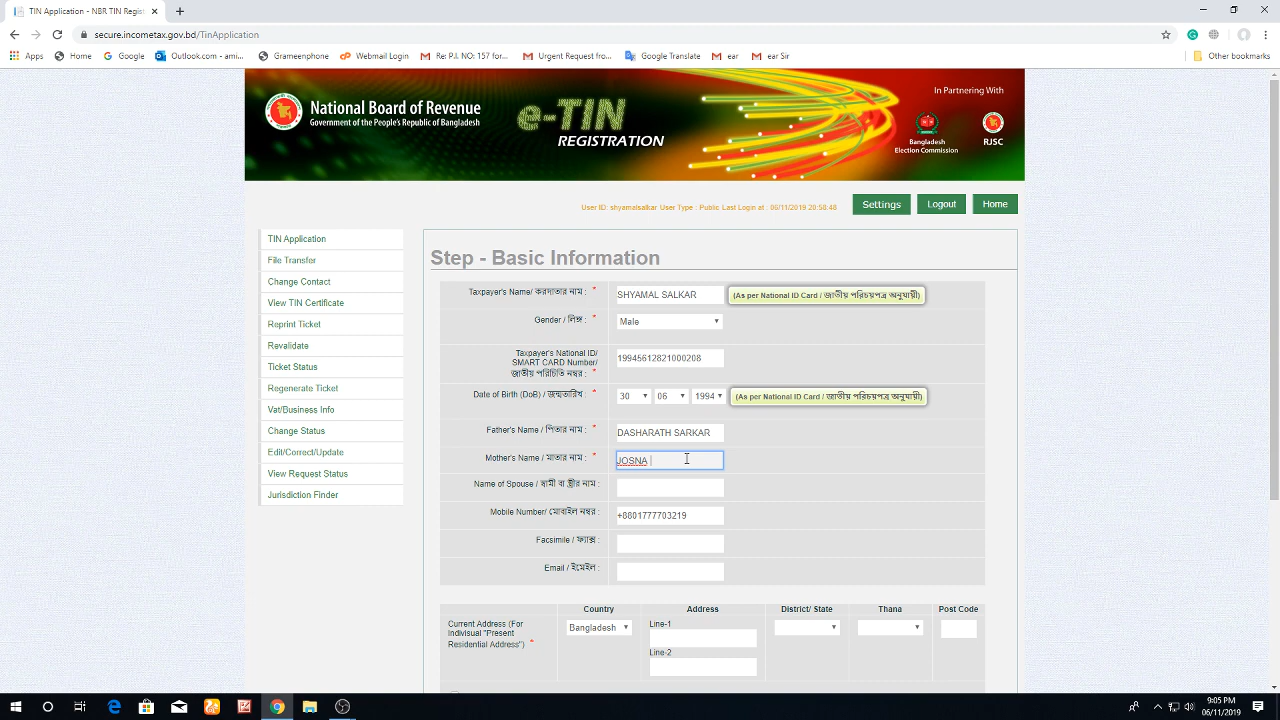 TIN Application - e-TIN BR
secure.incometax.gov.bd/TinApplication
Apps
Google
Home
Grameenphone
Webmail Login
Re: P.I. NO: 157 for...
Urgent Request fro...
Google Translate
ear
ear Sir
Other bookmarks
National Board of Revenue
Government of the People's Republic of Bangladesh
e-TIN
REGISTRATION
In Partnering With
Bangladesh
Election Commission
RJSC
User ID: shyamalsalkar User Type : Public Last Login at : 06/11/2019 20:58:48
Settings
Logout
Home
TIN Application
File Transfer
Change Contact
View TIN Certificate
Reprint Ticket
Revalidate
Ticket Status
Regenerate Ticket
Vat/Business Info
Change Status
Edit/Correct/Update
View Request Status
Jurisdiction Finder
Step - Basic Information
Taxpayer's Name/ করদাতার নাম : * SHYAMAL SALKAR (As per National ID Card / জাতীয় পরিচয়পত্র অনুযায়ী)
Gender / লিঙ্গ : * Male
Taxpayer's National ID/
SMART CARD Number/
জাতীয় পরিচিতি নম্বর : *
19945612821000208
Date of Birth (DoB) / জন্মতারিখ : * 30 06 1994 (As per National ID Card / জাতীয় পরিচয়পত্র অনুযায়ী)
Father's Name / পিতার নাম : * DASHARATH SARKAR
Mother's Name / মাতার নাম : * JOSNA
Name of Spouse / স্বামী বা স্ত্রীর নাম :
Mobile Number/ মোবাইল নম্বর : +8801777703219
Facsimile / ফ্যাক্স :
Email / ইমেইল :
Country Address District/ State Thana Post Code
Current Address (For
Indivisual "Present
Residential Address") *
Bangladesh
Line-1
Line-2
9:05 PM
06/11/2019